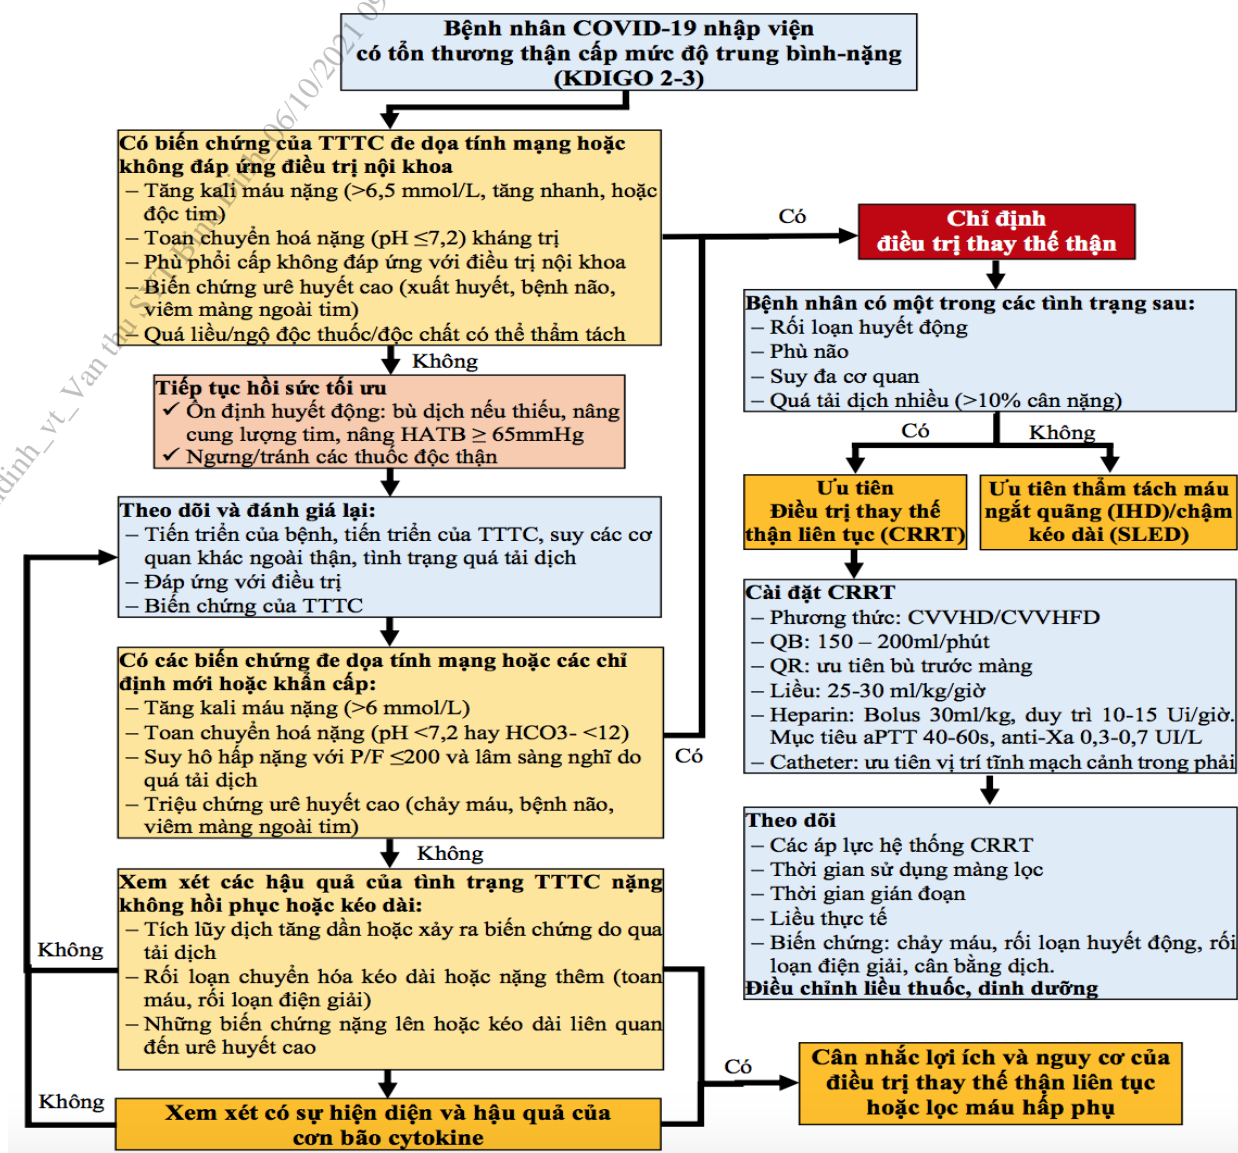 Bệnh nhân COVID-19 nhập viện
có tổn thương thận cấp mức độ trung bình-nặng
(KDIGO 2-3)
Có biến chứng của TTTC đe dọa tính mạng hoặc
không đáp ứng điều trị nội khoa
– Tăng kali máu nặng (>6,5 mmol/L, tăng nhanh, hoặc
độc tim)
– Toan chuyển hoá nặng (pH ≤7,2) kháng trị
– Phù phổi cấp không đáp ứng với điều trị nội khoa
– Biến chứng urê huyết cao (xuất huyết, bệnh não,
viêm màng ngoài tim)
– Quá liều/ngộ độc thuốc/độc chất có thể thẩm tách
Không
Tiếp tục hồi sức tối ưu
✓ Ổn định huyết động: bù dịch nếu thiếu, nâng
cung lượng tim, nâng HATB ≥ 65mmHg
✓ Ngưng/tránh các thuốc độc thận
Theo dõi và đánh giá lại:
– Tiến triển của bệnh, tiến triển của TTTC, suy các cơ
quan khác ngoài thận, tình trạng quá tải dịch
– Đáp ứng với điều trị
– Biến chứng của TTTC
Có các biến chứng đe dọa tính mạng hoặc các chỉ
định mới hoặc khẩn cấp:
– Tăng kali máu nặng (>6 mmol/L)
– Toan chuyển hoá nặng (pH <7,2 hay HCO3- <12)
– Suy hô hấp nặng với P/F ≤200 và lâm sàng nghĩ do
quá tải dịch
– Triệu chứng urê huyết cao (chảy máu, bệnh não,
viêm màng ngoài tim)
Có
Không
Xem xét các hậu quả của tình trạng TTTC nặng
không hồi phục hoặc kéo dài:
– Tích lũy dịch tăng dần hoặc xảy ra biến chứng do qua
tải dịch
– Rối loạn chuyển hóa kéo dài hoặc nặng thêm (toan
máu, rối loạn điện giải)
– Những biến chứng nặng lên hoặc kéo dài liên quan
đến urê huyết cao
Không
Không
Xem xét có sự hiện diện và hậu quả của
cơn bão cytokine
Có
Chỉ định
điều trị thay thế thận
Bệnh nhân có một trong các tình trạng sau:
– Rối loạn huyết động
– Phù não
– Suy đa cơ quan
– Quá tải dịch nhiều (>10% cân nặng)
Có
Không
Ưu tiên
Điều trị thay thế
thận liên tục (CRRT)
Ưu tiên thẩm tách máu
ngắt quãng (IHD)/chậm
kéo dài (SLED)
Cài đặt CRRT
– Phương thức: CVVHD/CVVHFD
– QB: 150 – 200ml/phút
– QR: ưu tiên bù trước màng
– Liều: 25-30 ml/kg/giờ
– Heparin: Bolus 30ml/kg, duy trì 10-15 Ui/giờ.
Mục tiêu aPTT 40-60s, anti-Xa 0,3-0,7 UI/L
– Catheter: ưu tiên vị trí tĩnh mạch cảnh trong phải
Theo dõi
– Các áp lực hệ thống CRRT
– Thời gian sử dụng màng lọc
– Thời gian gián đoạn
– Liều thực tế
– Biến chứng: chảy máu, rối loạn huyết động, rối
loạn điện giải, cân bằng dịch.
Điều chỉnh liều thuốc, dinh dưỡng
Có
Cân nhắc lợi ích và nguy cơ của
điều trị thay thế thận liên tục
hoặc lọc máu hấp phụ
dinh_vt_Van thu SYT Binh Dinh_06/10/2021 09